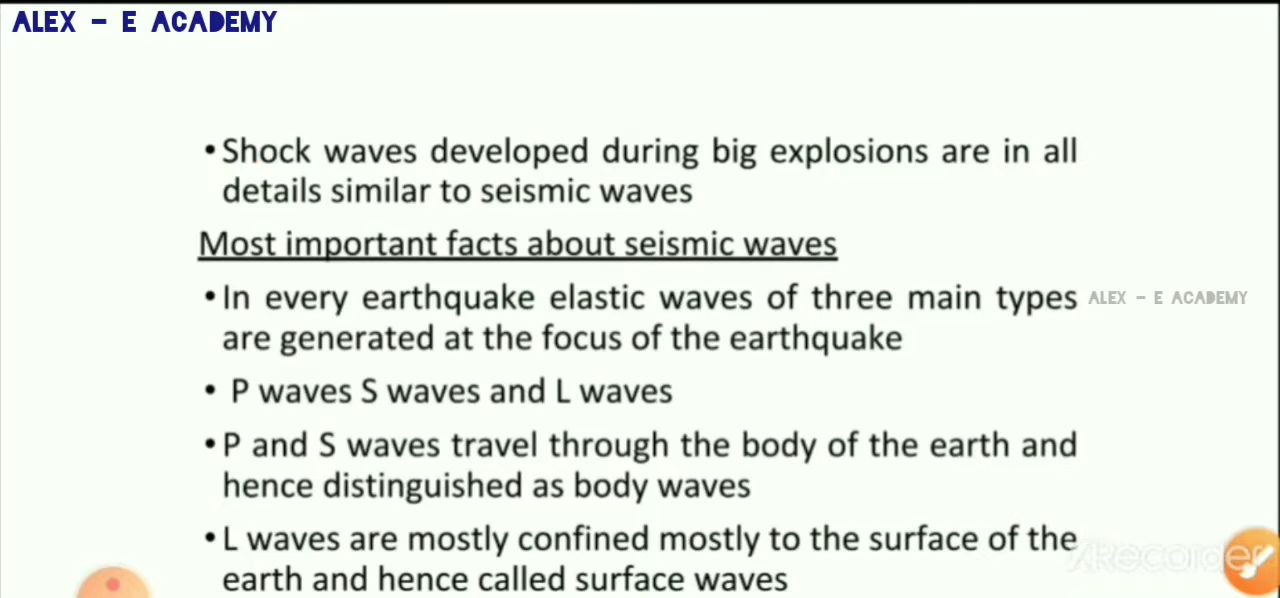 ALEX - E ACADEMY
• Shock waves developed during big explosions are in all
details similar to seismic waves
Most important facts about seismic waves
• In every earthquake elastic waves of three main types
ALEX - E ACADEMY
are generated at the focus of the earthquake
• P waves S waves and L waves
• P and S waves travel through the body of the earth and
hence distinguished as body waves
• L waves are mostly confined mostly to the surface of the
XRecorder
earth and hence called surface waves